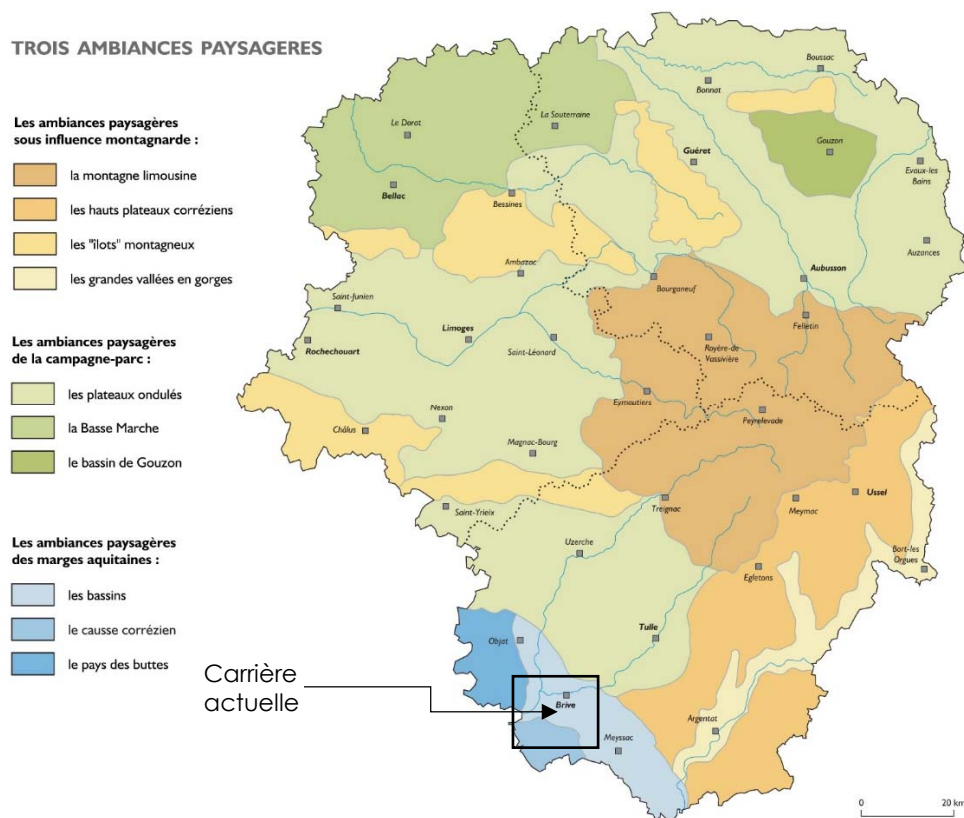 TROIS AMBIANCES PAYSAGERES
Les ambiances paysagères
sous influence montagnarde :
la montagne limousine
les hauts plateaux corréziens
les "îlots" montagneux
les grandes vallées en gorges
Les ambiances paysagères
de la campagne-parc :
les plateaux ondulés
la Basse Marche
le bassin de Gouzon
Les ambiances paysagères
des marges aquitaines :
les bassins
le causse corrézien
le pays des buttes
Carrière
actuelle
Boussac
Bonnat
La Souterraine
Le Dorat
Gouzon
Guéret
Evaux-les
Bains
Bellac
Bessines
Auzances
Ambazac
Aubusson
Bourganeuf
Saint-Junien
Felletin
Limoges
Rochechouart
Saint-Léonard
Royère-de
Vassivière
Eymoutiers
Peyrelevade
Nexon
Châlus
Magnac-Bourg
Ussel
Treignac
Meymac
Saint-Yrieix
Uzerche
Bort-les
Orgues
Egletons
Tulle
Objat
Brive
Argentat
Meyssac
0
20 km